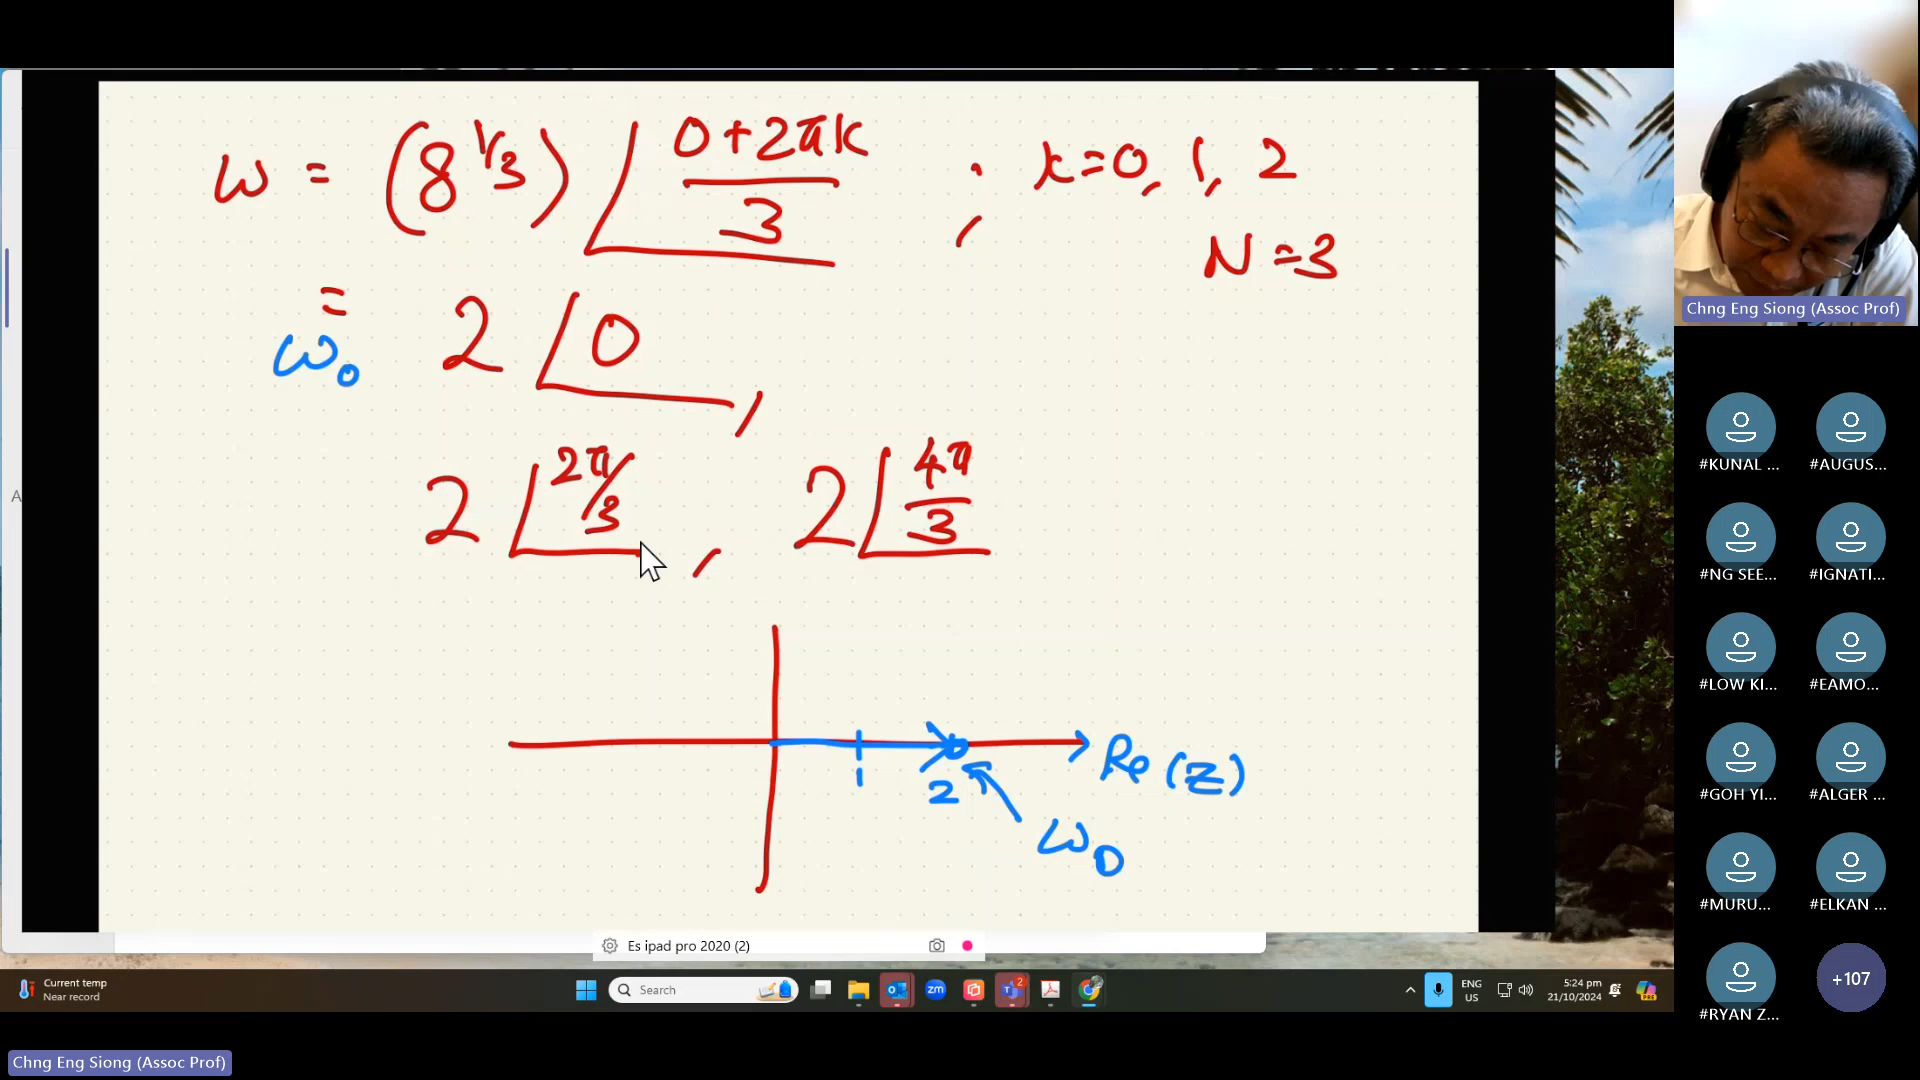 ω = (8^1/3) ∠ (0+2πk)/3 ; k=0, 1, 2
N=3
=
ω₀ 2 ∠0 ,
2 ∠2π/3 , 2 ∠4π/3
Re(z)
1 2
ω₀
A
Es ipad pro 2020 (2)
Current temp
Near record
Search
zm
2
ENG
US
5:24 pm
21/10/2024
PRE
Chng Eng Siong (Assoc Prof)
Chng Eng Siong (Assoc Prof)
#KUNAL ...
#AUGUS...
#NG SEE...
#IGNATI...
#LOW KI...
#EAMO...
#GOH YI...
#ALGER ...
#MURU...
#ELKAN ...
#RYAN Z...
+107